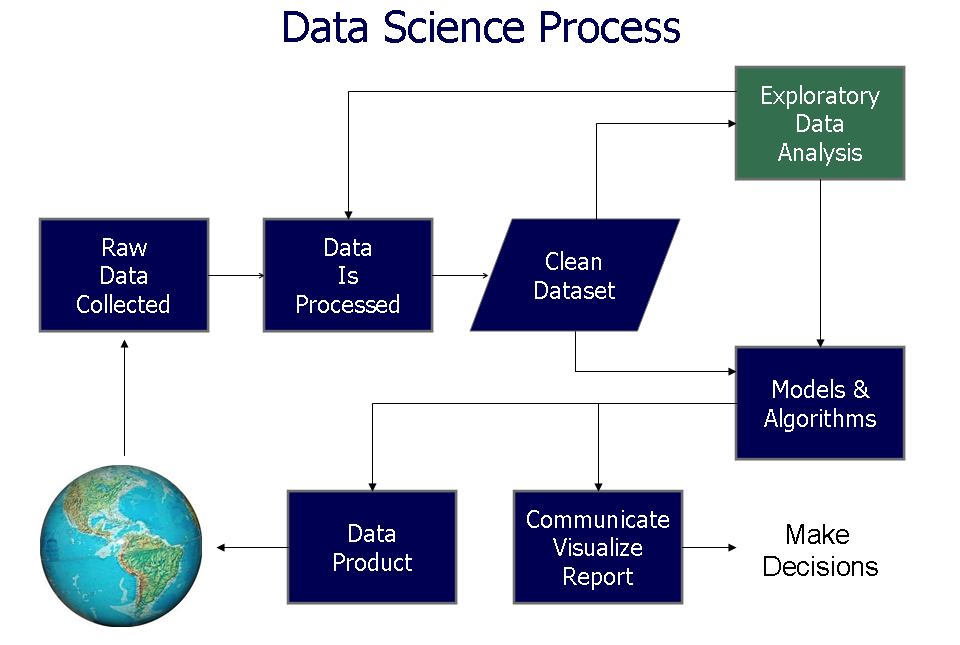 Data Science Process
Exploratory
Data
Analysis
Raw
Data
Collected
Data
Is
Processed
Clean
Dataset
Models &
Algorithms
Data
Product
Communicate
Visualize
Report
Make
Decisions